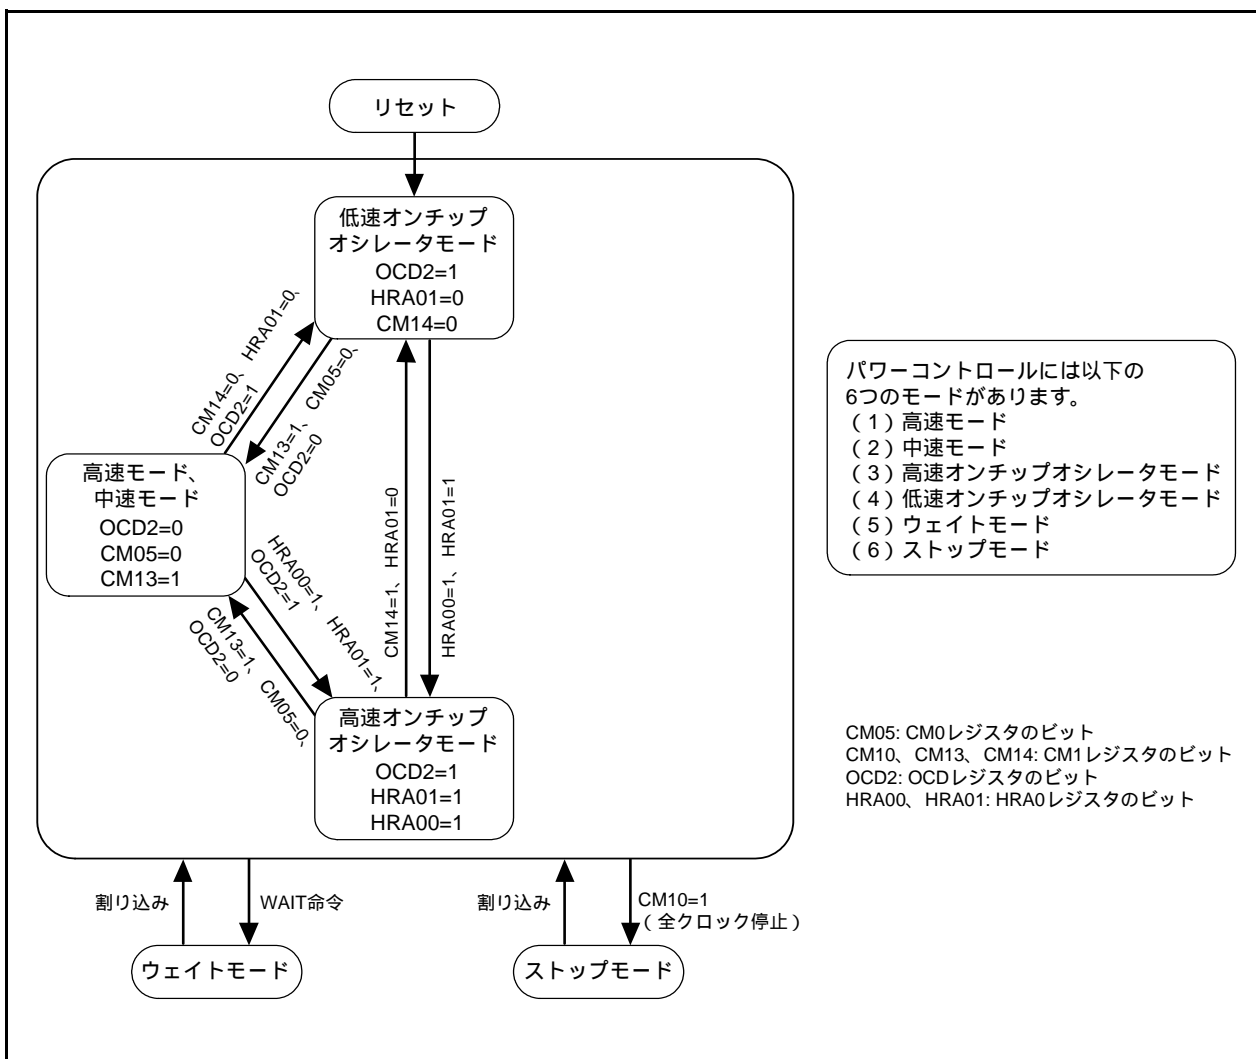 リセット
低速オンチップ
オシレータモード
OCD2=1
HRA01=0
CM14=0
CM14=0、HRA01=0、
OCD2=1
CM13=1、CM05=0、
OCD2=0
高速モード、
中速モード
OCD2=0
CM05=0
CM13=1
HRA00=1、HRA01=1、
OCD2=1
CM13=1、CM05=0、
OCD2=0
CM14=1、HRA01=0
HRA00=1、HRA01=1
高速オンチップ
オシレータモード
OCD2=1
HRA01=1
HRA00=1
割り込み
WAIT命令
割り込み
CM10=1
（全クロック停止）
ウェイトモード
ストップモード
パワーコントロールには以下の
6つのモードがあります。
（1）高速モード
（2）中速モード
（3）高速オンチップオシレータモード
（4）低速オンチップオシレータモード
（5）ウェイトモード
（6）ストップモード
CM05: CM0レジスタのビット
CM10、CM13、CM14: CM1レジスタのビット
OCD2: OCDレジスタのビット
HRA00、HRA01: HRA0レジスタのビット